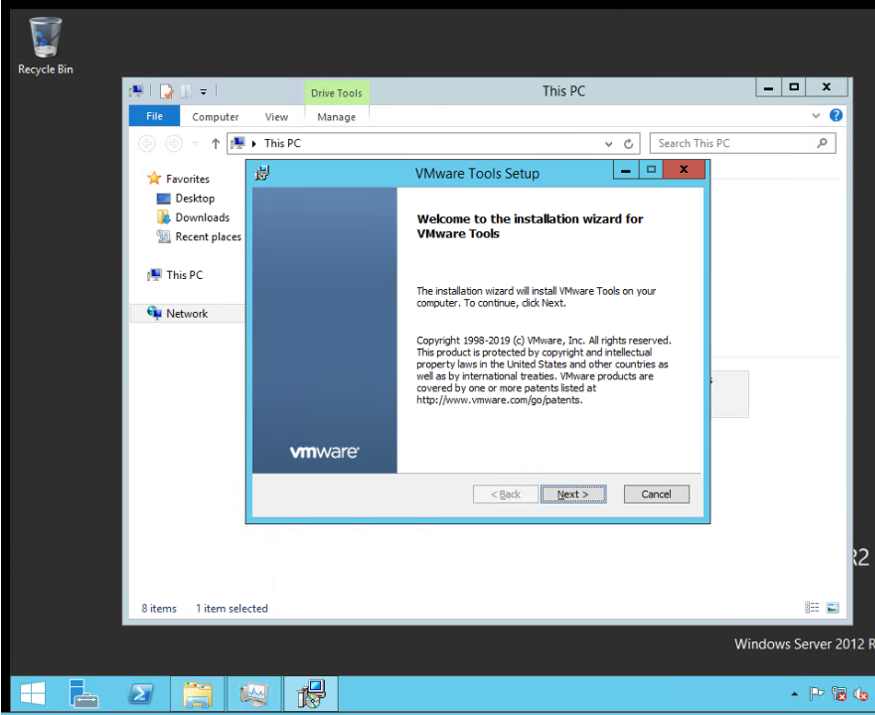 Recycle Bin
Drive Tools
This PC
File
Computer
View
Manage
This PC
Search This PC
Favorites
Desktop
Downloads
Recent places
This PC
Network
VMware Tools Setup
Welcome to the installation wizard for
VMware Tools
The installation wizard will install VMware Tools on your
computer. To continue, click Next.
Copyright 1998-2019 (c) VMware, Inc. All rights reserved.
This product is protected by copyright and intellectual
property laws in the United States and other countries as
well as by international treaties. VMware products are
covered by one or more patents listed at
http://www.vmware.com/go/patents.
vmware
< Back
Next >
Cancel
8 items
1 item selected
R2
Windows Server 2012 R